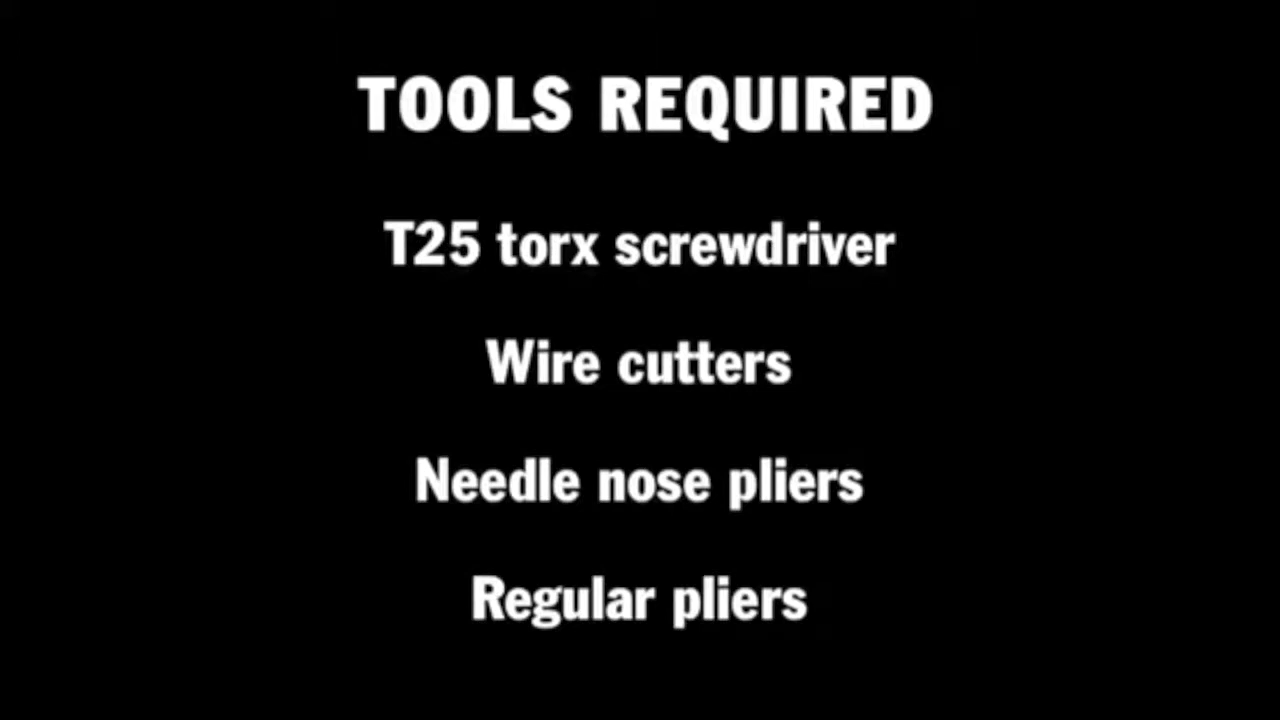 TOOLS REQUIRED
T25 torx screwdriver
Wire cutters
Needle nose pliers
Regular pliers